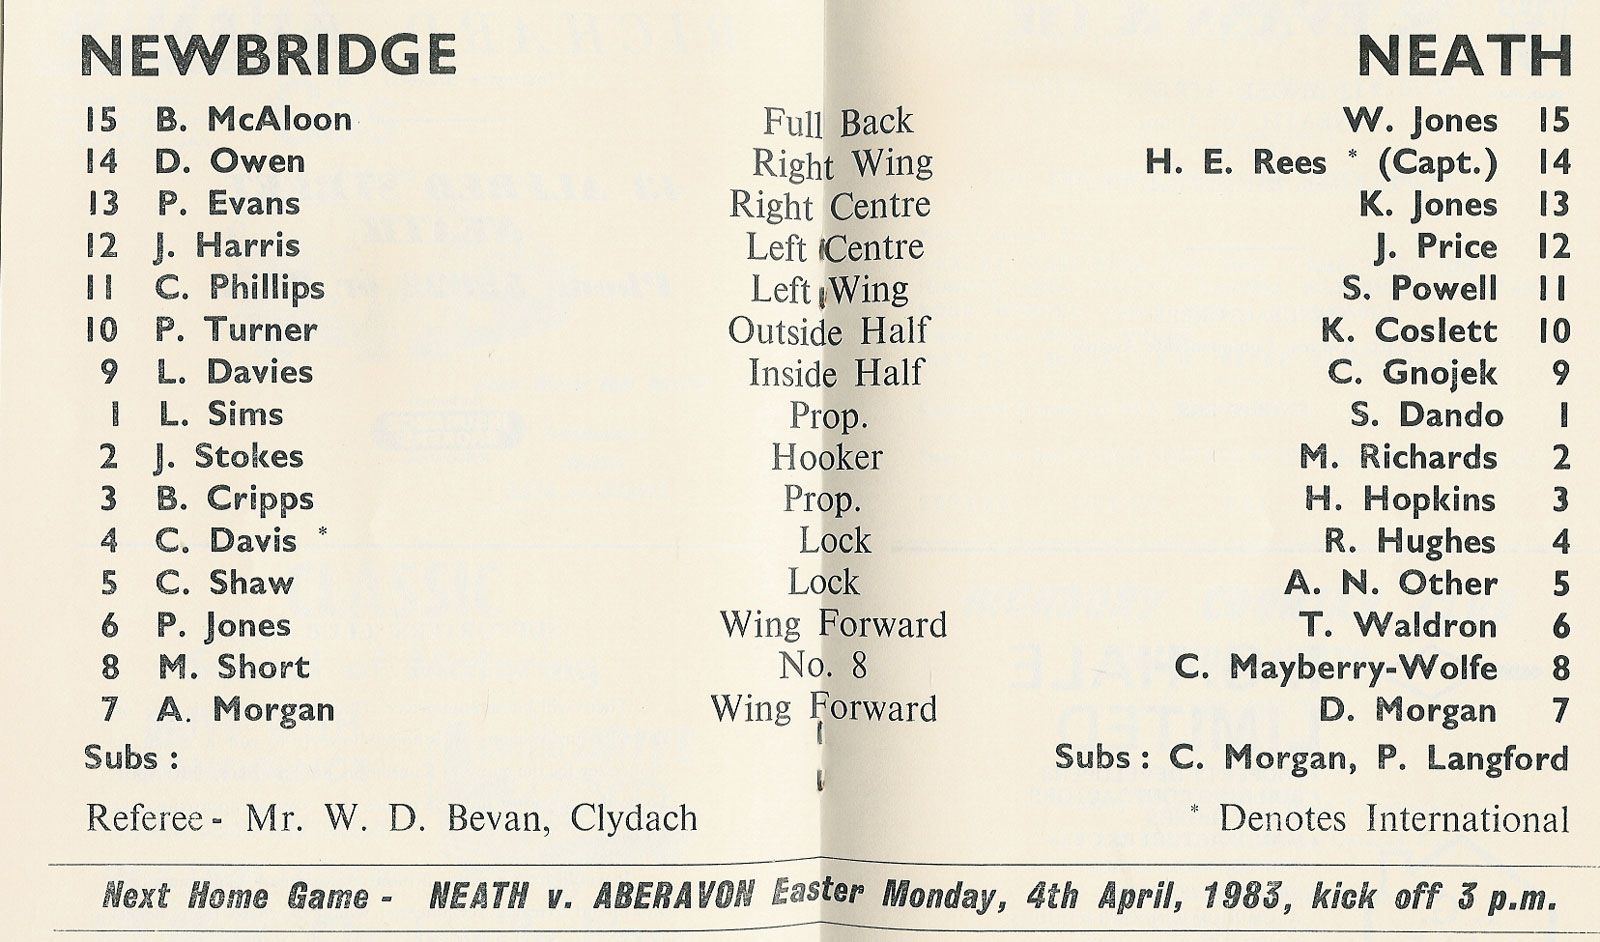 NEWBRIDGE NEATH
15 B. McAloon Full Back W. Jones 15
14 D. Owen Right Wing H. E. Rees * (Capt.) 14
13 P. Evans Right Centre K. Jones 13
12 J. Harris Left Centre J. Price 12
11 C. Phillips Left Wing S. Powell 11
10 P. Turner Outside Half K. Coslett 10
9 L. Davies Inside Half C. Gnojek 9
1 L. Sims Prop. S. Dando 1
2 J. Stokes Hooker M. Richards 2
3 B. Cripps Prop. H. Hopkins 3
4 C. Davis * Lock R. Hughes 4
5 C. Shaw Lock A. N. Other 5
6 P. Jones Wing Forward T. Waldron 6
8 M. Short No. 8 C. Mayberry-Wolfe 8
7 A. Morgan Wing Forward D. Morgan 7
Subs : Subs : C. Morgan, P. Langford
Referee - Mr. W. D. Bevan, Clydach * Denotes International
Next Home Game - NEATH v. ABERAVON Easter Monday, 4th April, 1983, kick off 3 p.m.